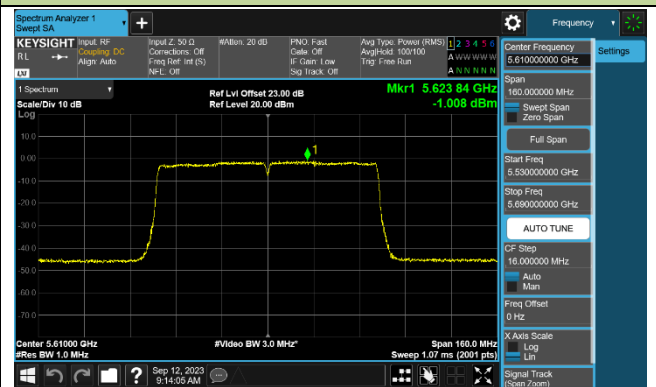 Spectrum Analyzer 1
Swept SA
Frequency
KEYSIGHT
RL
LXI
Input: RF
Coupling: DC
Align: Auto
Input Z: 50 Ω
Corrections: Off
Freq Ref: Int (S)
NFE: Off
#Atten: 20 dB
PNO: Fast
Gate: Off
IF Gain: Low
Sig Track: Off
Avg Type: Power (RMS)
Avg|Hold: 100/100
Trig: Free Run
1 2 3 4 5 6
A W W W W W
A N N N N N
1 Spectrum
Scale/Div 10 dB
Log
Ref Lvl Offset 23.00 dB
Ref Level 20.00 dBm
Mkr1 5.623 84 GHz
-1.008 dBm
10.0
0.00
-10.0
-20.0
-30.0
-40.0
-50.0
-60.0
-70.0
1
Center 5.61000 GHz
#Res BW 1.0 MHz
#Video BW 3.0 MHz*
Span 160.0 MHz
Sweep 1.07 ms (2001 pts)
Sep 12, 2023
9:14:05 AM
Center Frequency
5.610000000 GHz
Settings
Span
160.000000 MHz
Swept Span
Zero Span
Full Span
Start Freq
5.530000000 GHz
Stop Freq
5.690000000 GHz
AUTO TUNE
CF Step
16.000000 MHz
Auto
Man
Freq Offset
0 Hz
X Axis Scale
Log
Lin
Signal Track
(Span Zoom)